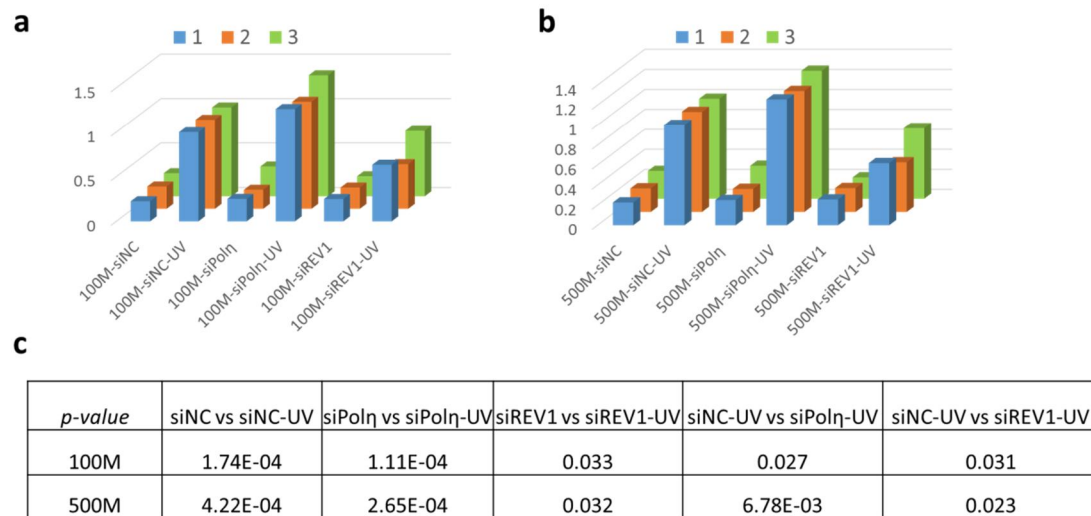 a
1 2 3
1.5
1
0.5
0
100M-siNC
100M-siNC-UV
100M-siPolη
100M-siPolη-UV
100M-siREV1
100M-siREV1-UV
b
1 2 3
1.4
1.2
1
0.8
0.6
0.4
0.2
0
500M-siNC
500M-siNC-UV
500M-siPolη
500M-siPolη-UV
500M-siREV1
500M-siREV1-UV
c
p-value siNC vs siNC-UV siPolη vs siPolη-UV siREV1 vs siREV1-UV siNC-UV vs siPolη-UV siNC-UV vs siREV1-UV
100M 1.74E-04 1.11E-04 0.033 0.027 0.031
500M 4.22E-04 2.65E-04 0.032 6.78E-03 0.023